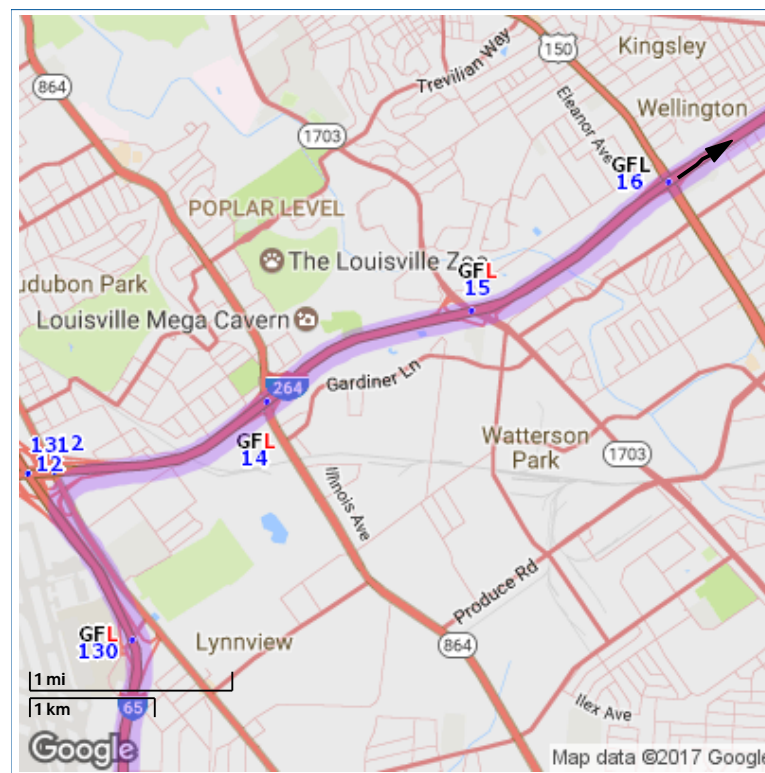 150
Kingsley
Trevilian Way
864
Eleanor Ave
Wellington
1703
GFL
16
POPLAR LEVEL
The Louisville Zoo
GFL
15
udubon Park
Louisville Mega Cavern
264
Gardiner Ln
GFL
14
1312
12
Watterson
Park
1703
Illinois Ave
Produce Rd
GFL
130
Lynnview
864
1 mi
1 km
65
Ilex Ave
Google
Map data ©2017 Google